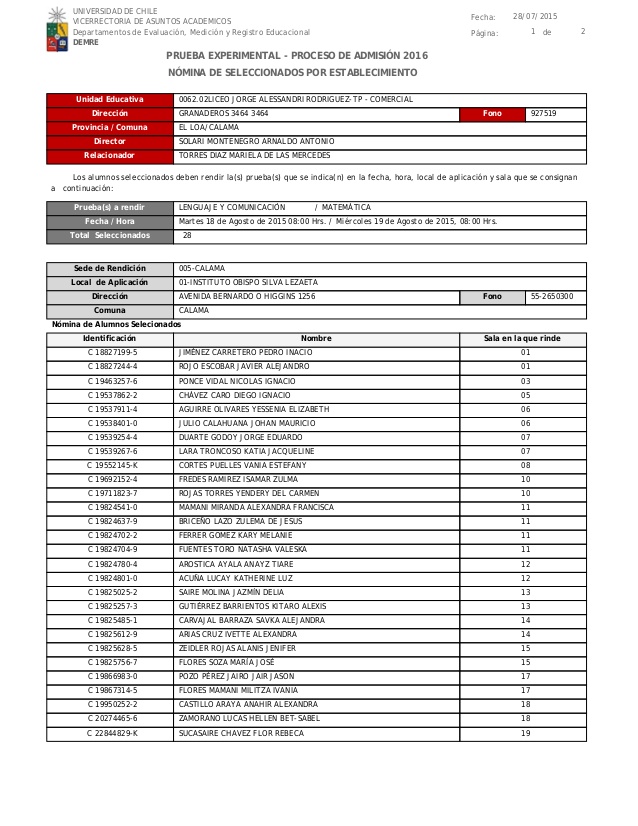 UNIVERSIDAD DE CHILE
VICERRECTORIA DE ASUNTOS ACADEMICOS
Departamentos de Evaluación, Medición y Registro Educacional
DEMRE
Fecha: 28/07/2015
Página: 1 de 2
PRUEBA EXPERIMENTAL - PROCESO DE ADMISIÓN 2016
NÓMINA DE SELECCIONADOS POR ESTABLECIMIENTO
Unidad Educativa 0062.02LICEO JORGE ALESSANDRI RODRIGUEZ- TP - COMERCIAL
Dirección GRANADEROS 3464 3464 Fono 927519
Provincia / Comuna EL LOA/CALAMA
Director SOLARI MONTENEGRO ARNALDO ANTONIO
Relacionador TORRES DIAZ MARIELA DE LAS MERCEDES
Los alumnos seleccionados deben rendir la(s) prueba(s) que se indica(n) en la fecha, hora, local de aplicación y sala que se consignan
a continuación:
Prueba(s) a rendir LENGUAJE Y COMUNICACIÓN / MATEMÁTICA
Fecha / Hora Martes 18 de Agosto de 2015 08:00 Hrs. / Miércoles 19 de Agosto de 2015, 08:00 Hrs.
Total Seleccionados 28
Sede de Rendición 005-CALAMA
Local de Aplicación 01-INSTITUTO OBISPO SILVA LEZAETA
Dirección AVENIDA BERNARDO O HIGGINS 1256 Fono 55-2650300
Comuna CALAMA
Nómina de Alumnos Selecionados
Identificación Nombre Sala en la que rinde
C 18827199-5 JIMÉNEZ CARRETERO PEDRO INACIO 01
C 18827244-4 ROJO ESCOBAR JAVIER ALEJANDRO 01
C 19463257-6 PONCE VIDAL NICOLAS IGNACIO 03
C 19537862-2 CHÁVEZ CARO DIEGO IGNACIO 05
C 19537911-4 AGUIRRE OLIVARES YESSENIA ELIZABETH 06
C 19538401-0 JULIO CALAHUANA JOHAN MAURICIO 06
C 19539254-4 DUARTE GODOY JORGE EDUARDO 07
C 19539267-6 LARA TRONCOSO KATIA JACQUELINE 07
C 19552145-K CORTES PUELLES VANIA ESTEFANY 08
C 19692152-4 FREDES RAMIREZ ISAMAR ZULMA 10
C 19711823-7 ROJAS TORRES YENDERY DEL CARMEN 10
C 19824541-0 MAMANI MIRANDA ALEXANDRA FRANCISCA 11
C 19824637-9 BRICEÑO LAZO ZULEMA DE JESUS 11
C 19824702-2 FERRER GOMEZ KARY MELANIE 11
C 19824704-9 FUENTES TORO NATASHA VALESKA 11
C 19824780-4 AROSTICA AYALA ANAYZ TIARE 12
C 19824801-0 ACUÑA LUCAY KATHERINE LUZ 12
C 19825025-2 SAIRE MOLINA JAZMÍN DELIA 13
C 19825257-3 GUTIÉRREZ BARRIENTOS KITARO ALEXIS 13
C 19825485-1 CARVAJAL BARRAZA SAVKA ALEJANDRA 14
C 19825612-9 ARIAS CRUZ IVETTE ALEXANDRA 14
C 19825628-5 ZEIDLER ROJAS ALANIS JENIFER 15
C 19825756-7 FLORES SOZA MARÍA JOSÉ 15
C 19866983-0 POZO PÉREZ JAIRO JAIR JASON 17
C 19867314-5 FLORES MAMANI MILITZA IVANIA 17
C 19950252-2 CASTILLO ARAYA ANAHIR ALEXANDRA 18
C 20274465-6 ZAMORANO LUCAS HELLEN BET-SABEL 18
C 22844829-K SUCASAIRE CHAVEZ FLOR REBECA 19